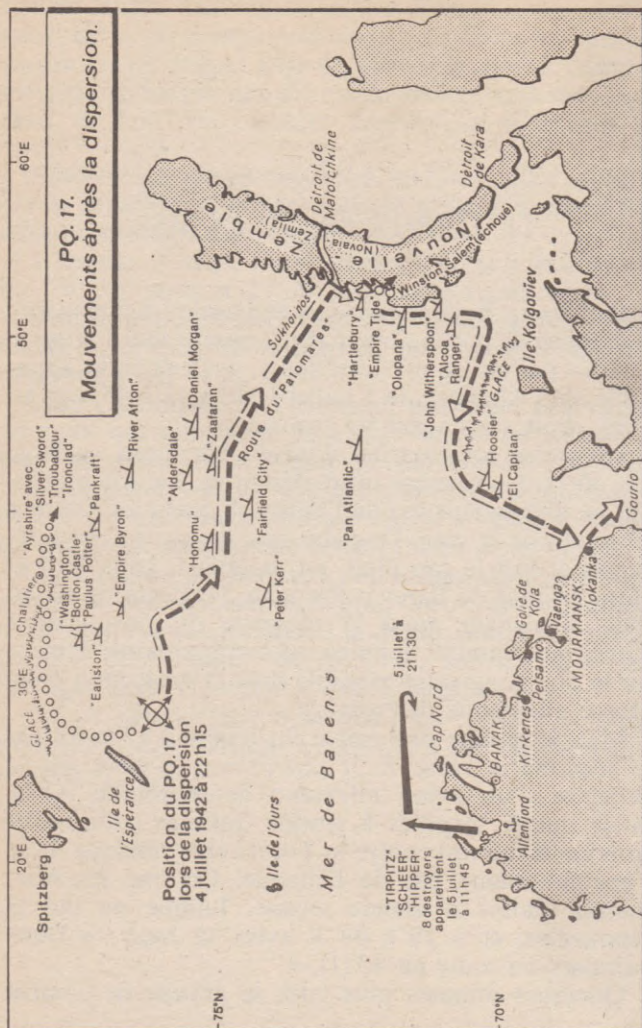 PQ. 17.
Mouvements après la dispersion.
20°E
30°E
50°E
60°E
75°N
70°N
Spitzberg
GLACE
Chalutier "Ayrshire" avec
"Silver Sword"
"Troubadour"
"Ironclad"
"Washington"
"Bolton Castle"
"Paulus Potter"
"Pankraft"
"Earlston"
"Empire Byron"
"River Afton"
Ile de
l'Espérance
Position du PQ.17
lors de la dispersion
4 juillet 1942 à 22h15
"Aldersdale"
"Daniel Morgan"
"Honomu"
"Zaafaran"
"Fairfield City"
"Peter Kerr"
Route du "Palomares"
Sukhoi nos
Zemble
(Novaia-
Zemlia)
Nouvelle-
Détroit de
Matotchkine
Détroit
de Kara
Ile de l'Ours
Mer de Barents
"Pan Atlantic"
"Hartlebury"
"Empire Tide"
"Winston Salem" (échoué)
"Olopana"
"John Witherspoon"
"Alcoa
Ranger"
GLACE
"Hoosier"
"El Capitan"
Ile Kolgouiev
"TIRPITZ"
"SCHEER"
"HIPPER"
8 destroyers
appareillent
le 5 juillet
à 11h45
5 juillet à
21h30
Cap Nord
BANAK
Altenfjord
Kirkenes
Petsamo
Golfe de
Kola
Vaenga
MOURMANSK
Iokanka
Gourlo